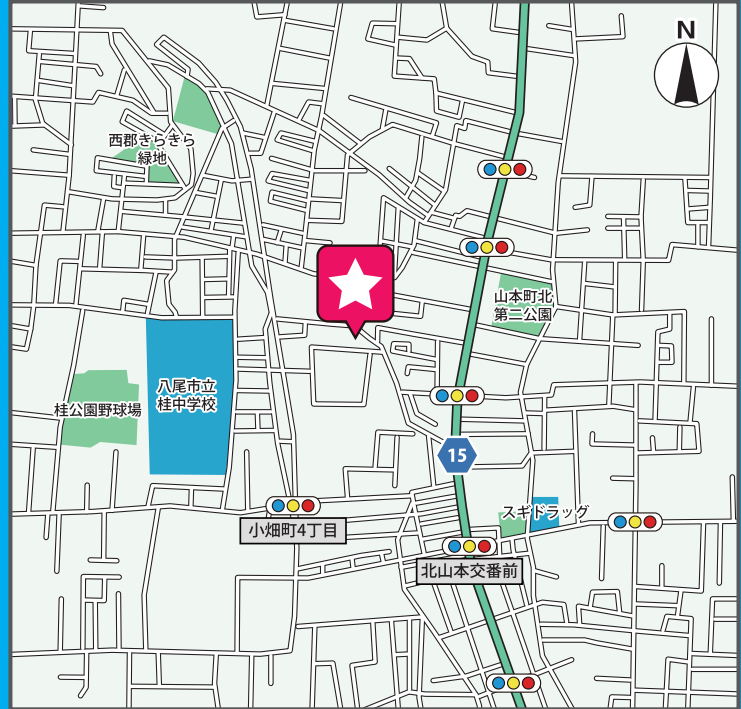 N
西郡きらきら
緑地
山本町北
第二公園
八尾市立
桂中学校
桂公園野球場
15
スギドラッグ
小畑町4丁目
北山本交番前